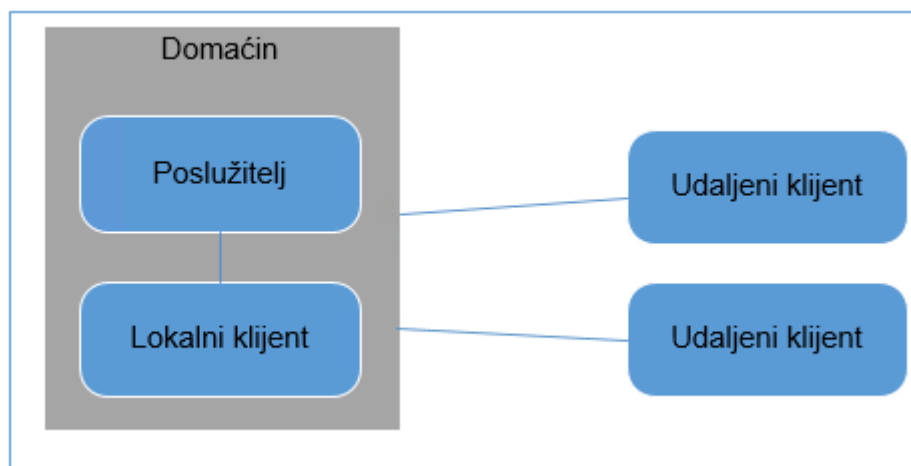 Domaćin
Poslužitelj
Udaljeni klijent
Lokalni klijent
Udaljeni klijent